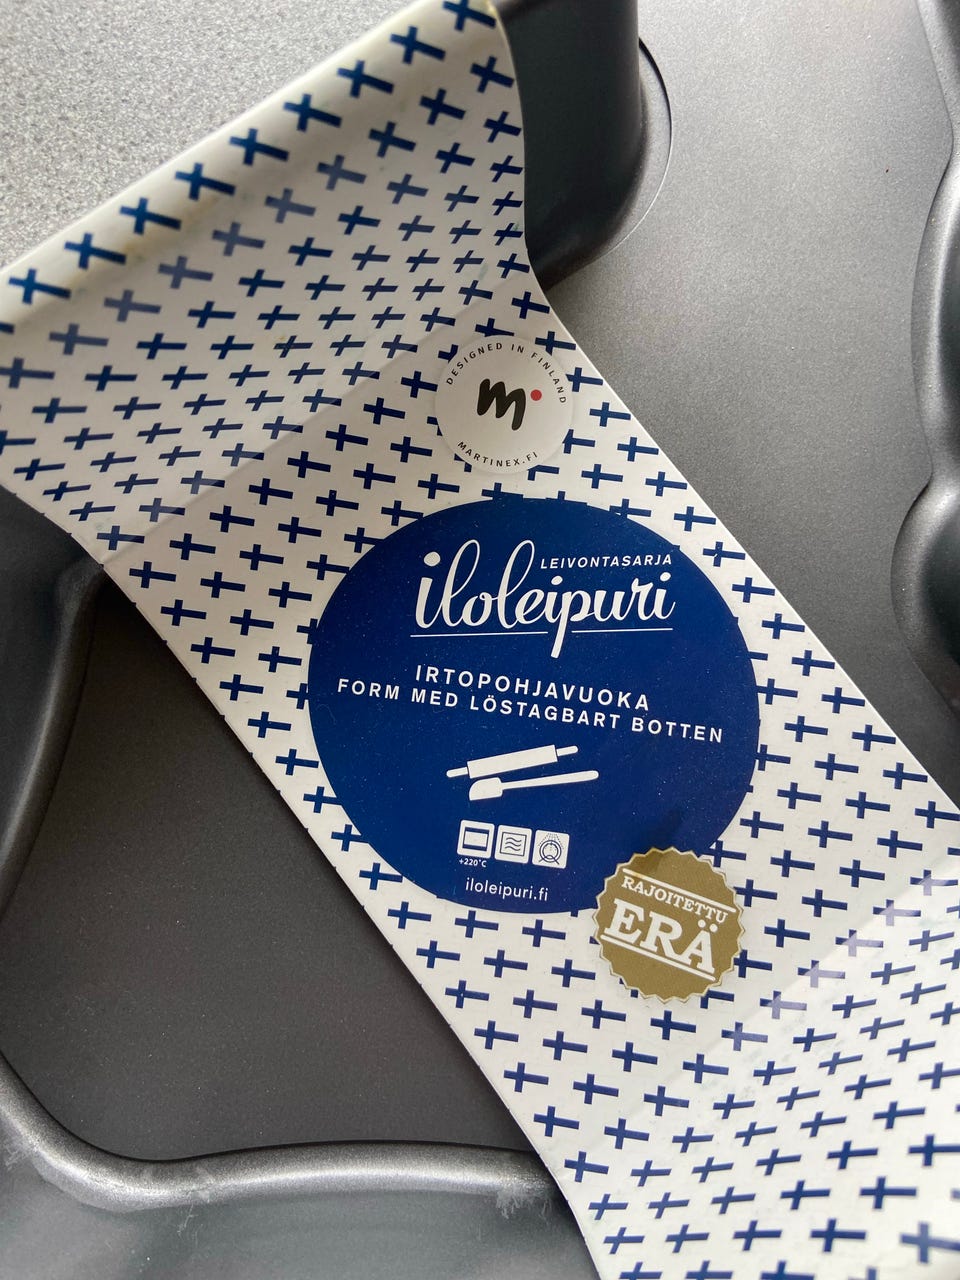 DESIGNED IN FINLAND
m
MARTINEX.FI
LEIVONTASARJA
iloleipuri
IRTOPOHJAVUOKA
FORM MED LÖSTAGBART BOTTEN
+220°C
iloleipuri.fi
RAJOITETTU
ERÄ